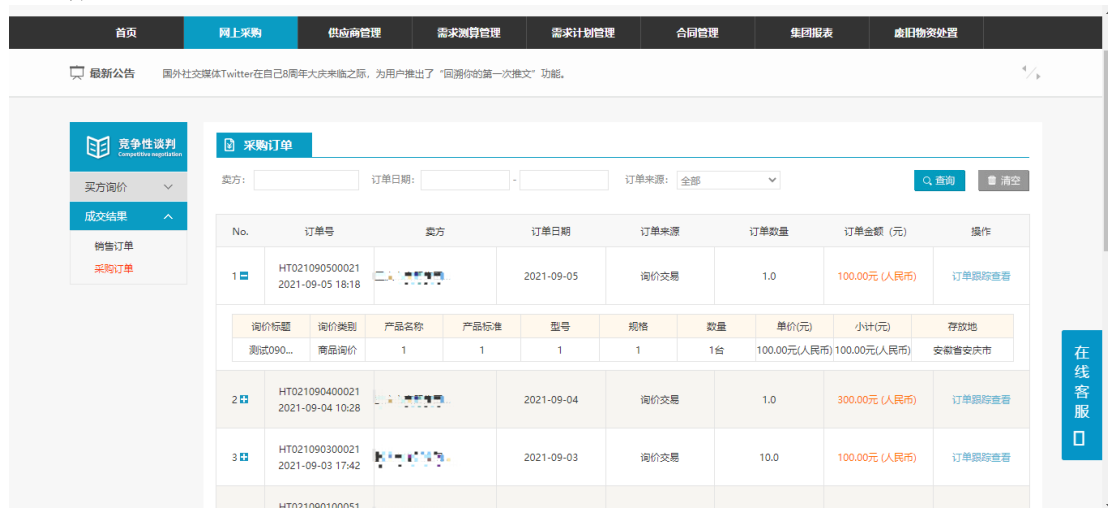 首页 网上采购 供应商管理 需求测算管理 需求计划管理 合同管理 集团报表 废旧物资处置
最新公告 国外社交媒体Twitter在自己8周年大庆来临之际, 为用户推出了“回溯你的第一次推文”功能。
竞争性谈判
Competitive negotiation
买方询价
成交结果
销售订单
采购订单
采购订单
卖方: 订单日期: - 订单来源: 全部 查询 清空
No. 订单号 卖方 订单日期 订单来源 订单数量 订单金额（元） 操作
1 HT021090500021 2021-09-05 询价交易 1.0 100.00元 (人民币) 订单跟踪查看
2021-09-05 18:18
询价标题 询价类别 产品名称 产品标准 型号 规格 数量 单价(元) 小计(元) 存放地
测试090... 商品询价 1 1 1 1 1台 100.00元(人民币) 100.00元(人民币) 安徽省安庆市
2 HT021090400021 2021-09-04 询价交易 1.0 300.00元 (人民币) 订单跟踪查看
2021-09-04 10:28
3 HT021090300021 2021-09-03 询价交易 10.0 100.00元 (人民币) 订单跟踪查看
2021-09-03 17:42
HT021090100051
在线客服